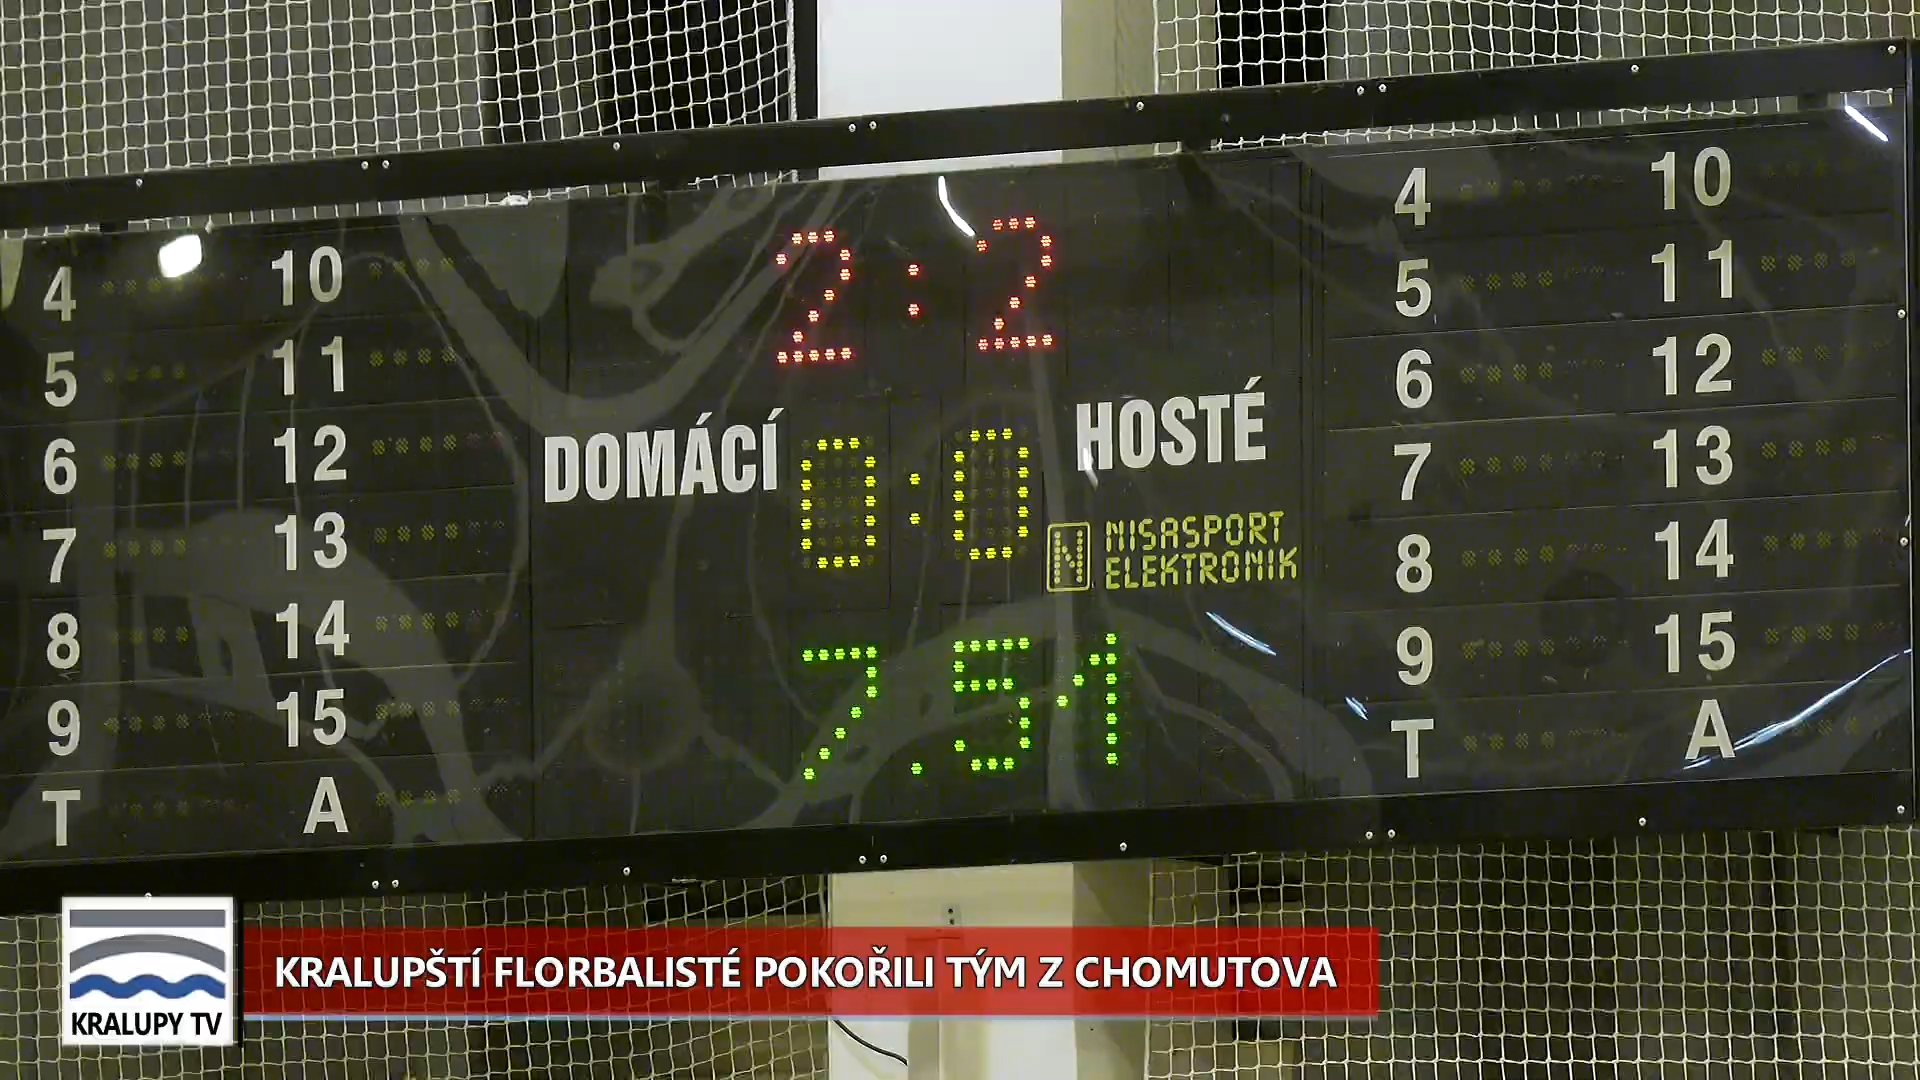 4 10
5 11
6 12
7 13
8 14
9 15
T A
2:2
DOMÁCÍ 0:0 HOSTÉ
NISASPORT
ELEKTRONIK
7.51
4 10
5 11
6 12
7 13
8 14
9 15
T A
KRALUPY TV
KRALUPŠTÍ FLORBALISTÉ POKOŘILI TÝM Z CHOMUTOVA